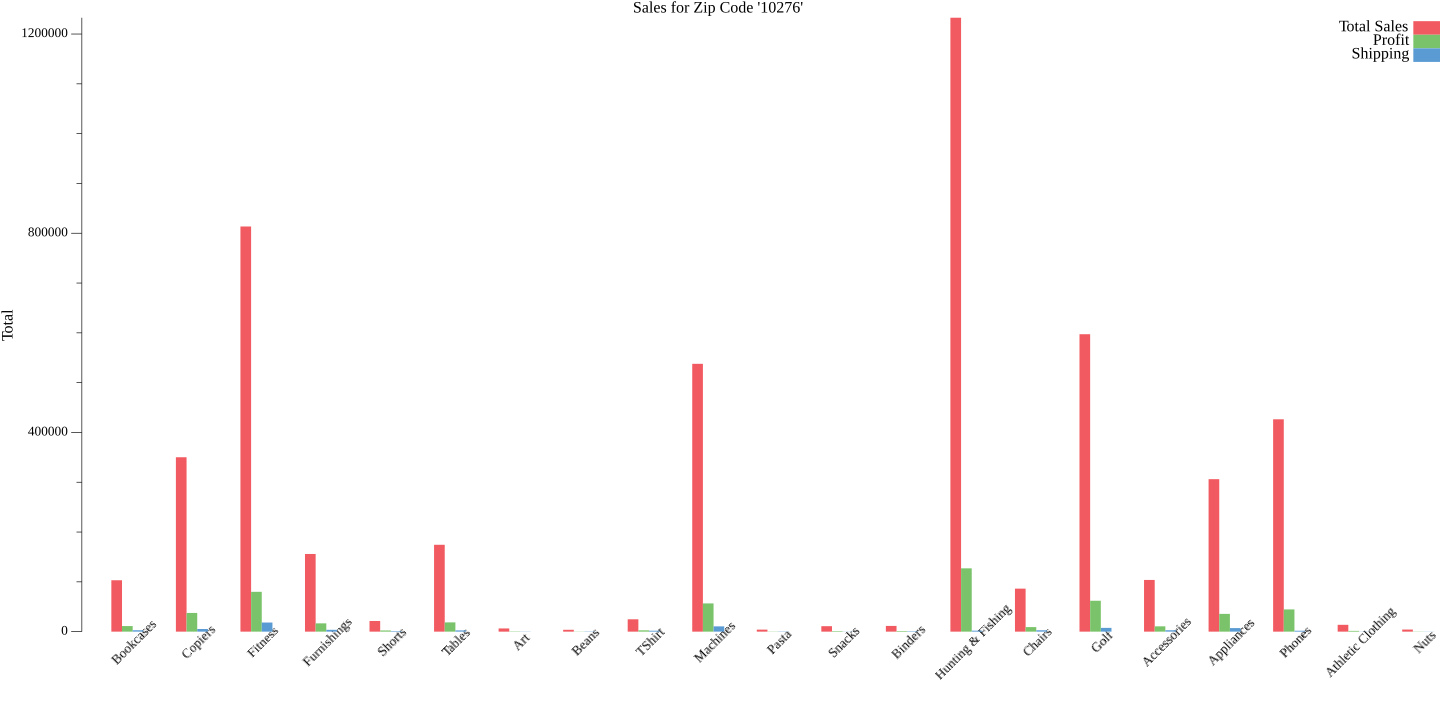 Sales for Zip Code '10276'
Total Sales
Profit
Shipping
1200000
800000
400000
0
Total
Bookcases
Copiers
Fitness
Furnishings
Shorts
Tables
Art
Beans
TShirt
Machines
Pasta
Snacks
Binders
Hunting & Fishing
Chairs
Golf
Accessories
Appliances
Phones
Athletic Clothing
Nuts